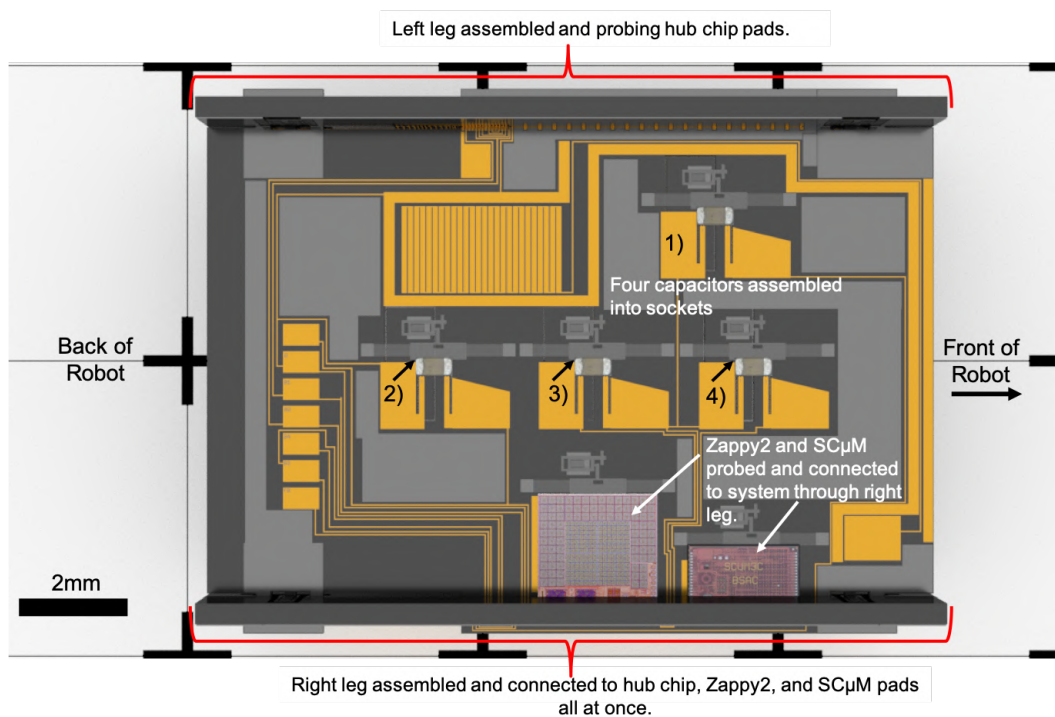 Left leg assembled and probing hub chip pads.
1)
Four capacitors assembled
into sockets
Back of
Robot
Front of
Robot
2)
3)
4)
Zappy2 and SCµM
probed and connected
to system through right
leg.
SCUM3C
BSAC
2mm
Right leg assembled and connected to hub chip, Zappy2, and SCµM pads
all at once.